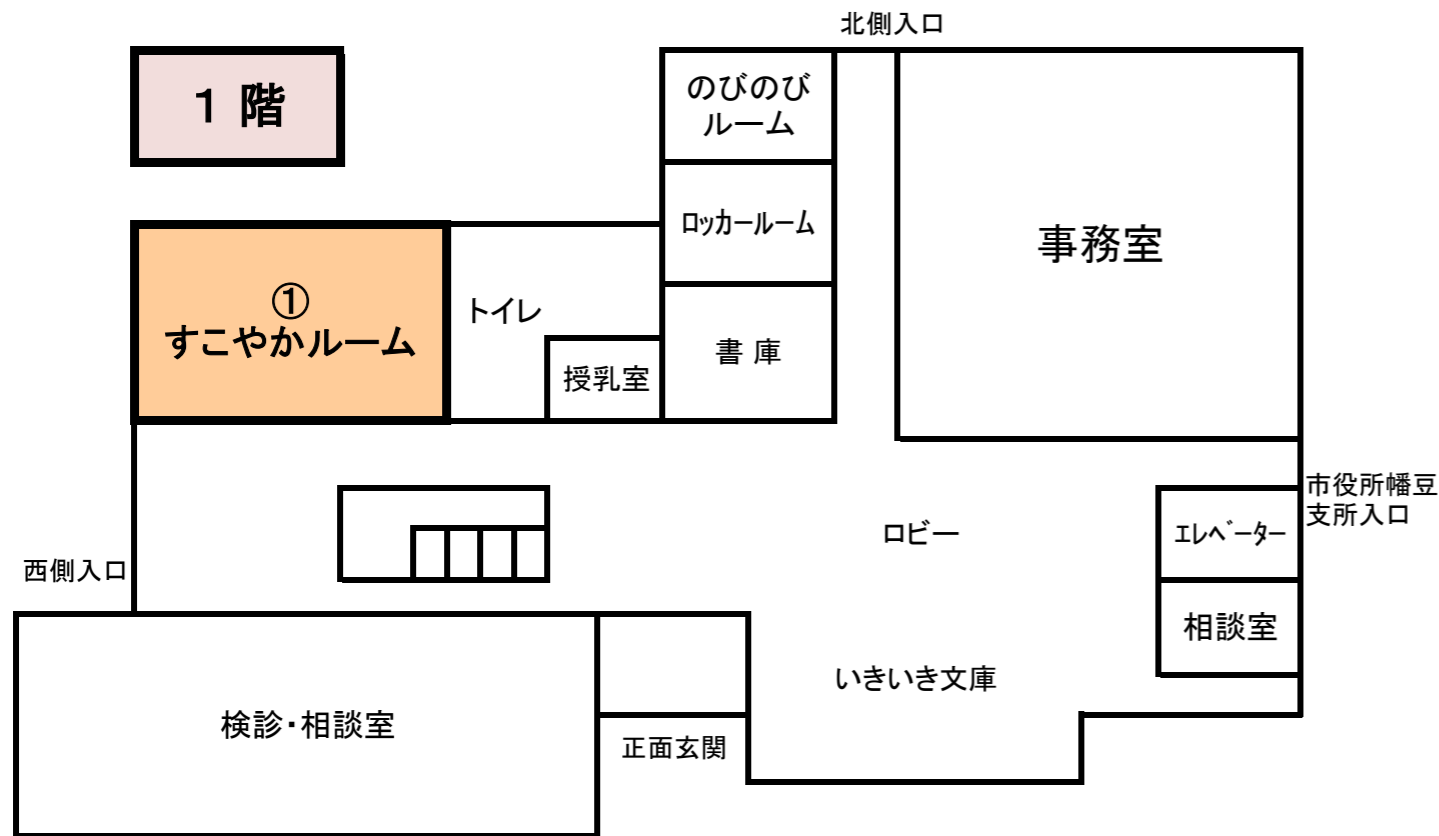 北側入口
1 階
のびのび
ルーム
ロッカールーム
事務室
①
すこやかルーム
トイレ
授乳室
書 庫
市役所幡豆
支所入口
ロビー
エレベーター
西側入口
相談室
いきいき文庫
検診・相談室
正面玄関